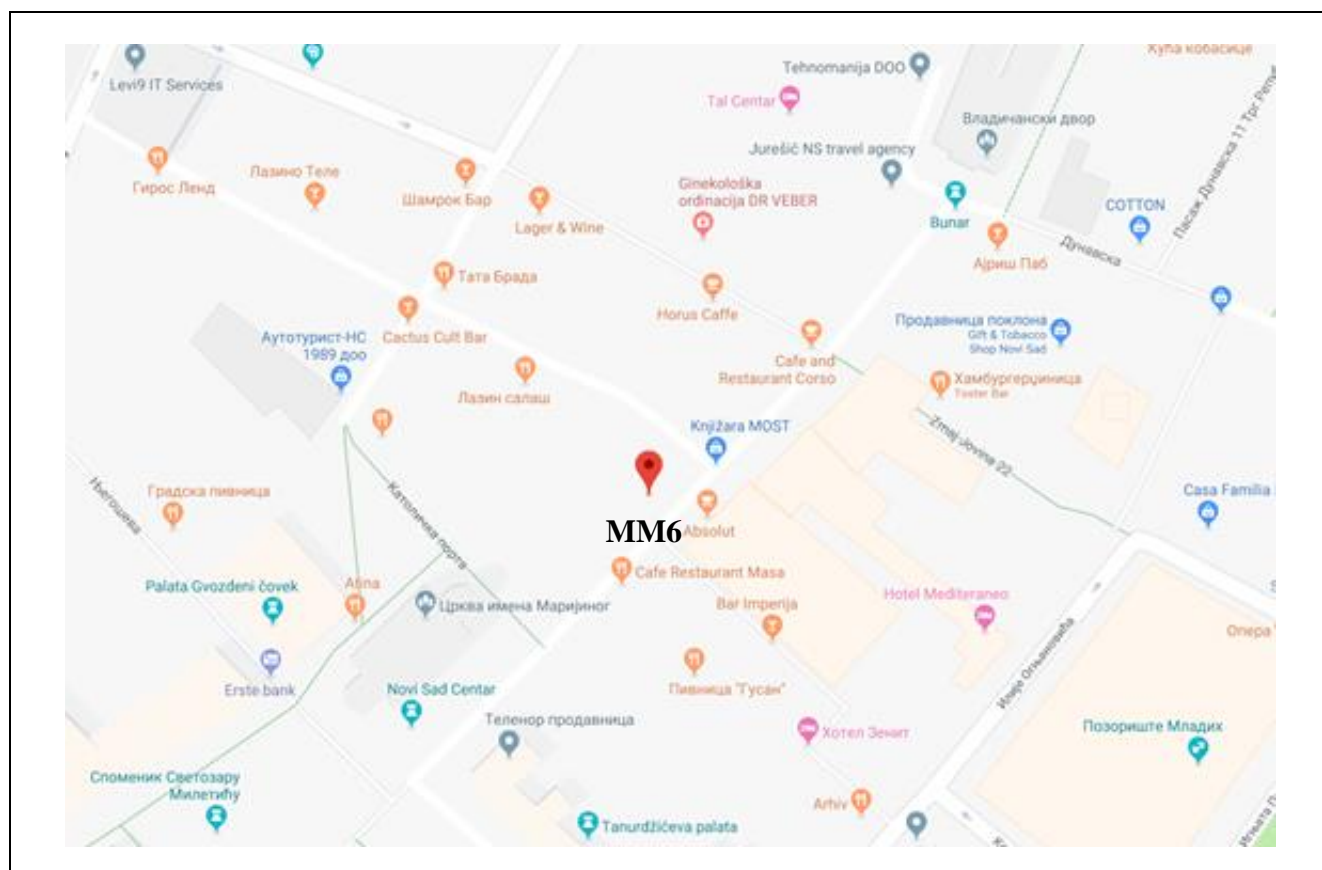 Кућа кобасице
Levi9 IT Services
Tehnomanija DOO
Tal Centar
Владичански двор
Jurešić NS travel agency
Пасаж Дунавска 11
Гирос Ленд
Лазино Теле
Шамрок Бар
Ginekološka
ordinacija DR VEBER
Lager & Wine
Bunar
COTTON
Дунавска
Ајриш Паб
Тата Брада
Horus Caffe
Аутотурист-НС
1989 доо
Cactus Cult Bar
Продавница поклона
Gift & Tobacco
Shop Novi Sad
Cafe and
Restaurant Corso
Хамбургерџиница
Toster Bar
Лазин салаш
Knjižara MOST
Zmaj Jovina 22
Његошева
Градска пивница
Католичка порта
Casa Familia
MM6
Absolut
Cafe Restaurant Masa
Palata Gvozdeni čovek
Atina
Црква имена Маријиног
Bar Imperija
Hotel Mediteraneo
Опера
Илије Огњановића
Erste bank
Novi Sad Centar
Пивница "Гусан"
Теленор продавница
Хотел Зенит
Позориште Младих
Споменик Светозару
Милетићу
Arhiv
Tanurdžićeva palata